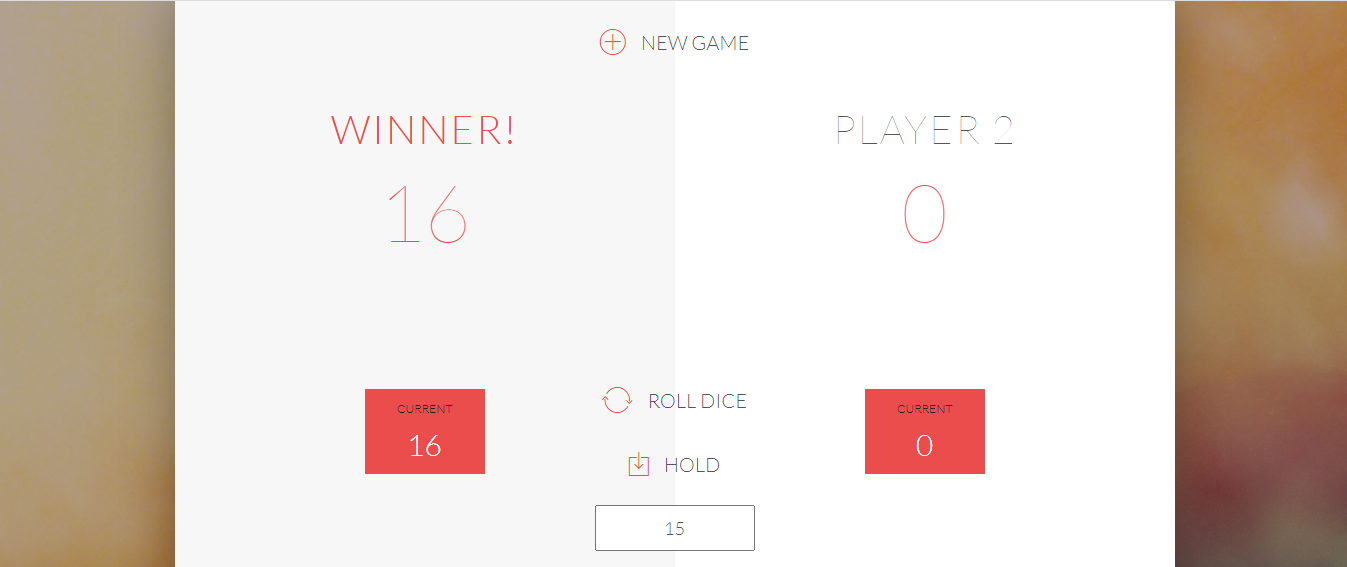 NEW GAME
WINNER!
16
PLAYER 2
0
CURRENT
16
ROLL DICE
HOLD
15
CURRENT
0